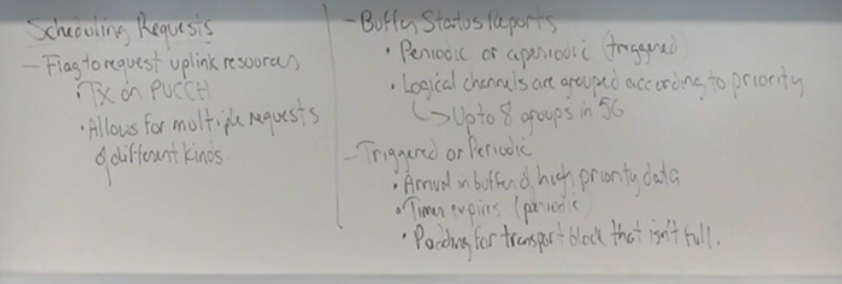 Scheduling Requests
- Flag to request uplink resources
• Tx on PUCCH
• Allows for multiple requests
of different kinds.
- Buffer Status Reports
• Periodic or aperiodic (triggered)
• Logical channels are grouped according to priority
↳ Up to 8 groups in 5G
- Triggered or Periodic
• Arrival in buffer of high priority data
• Timer expires (periodic)
• Padding for transport block that isn't full.